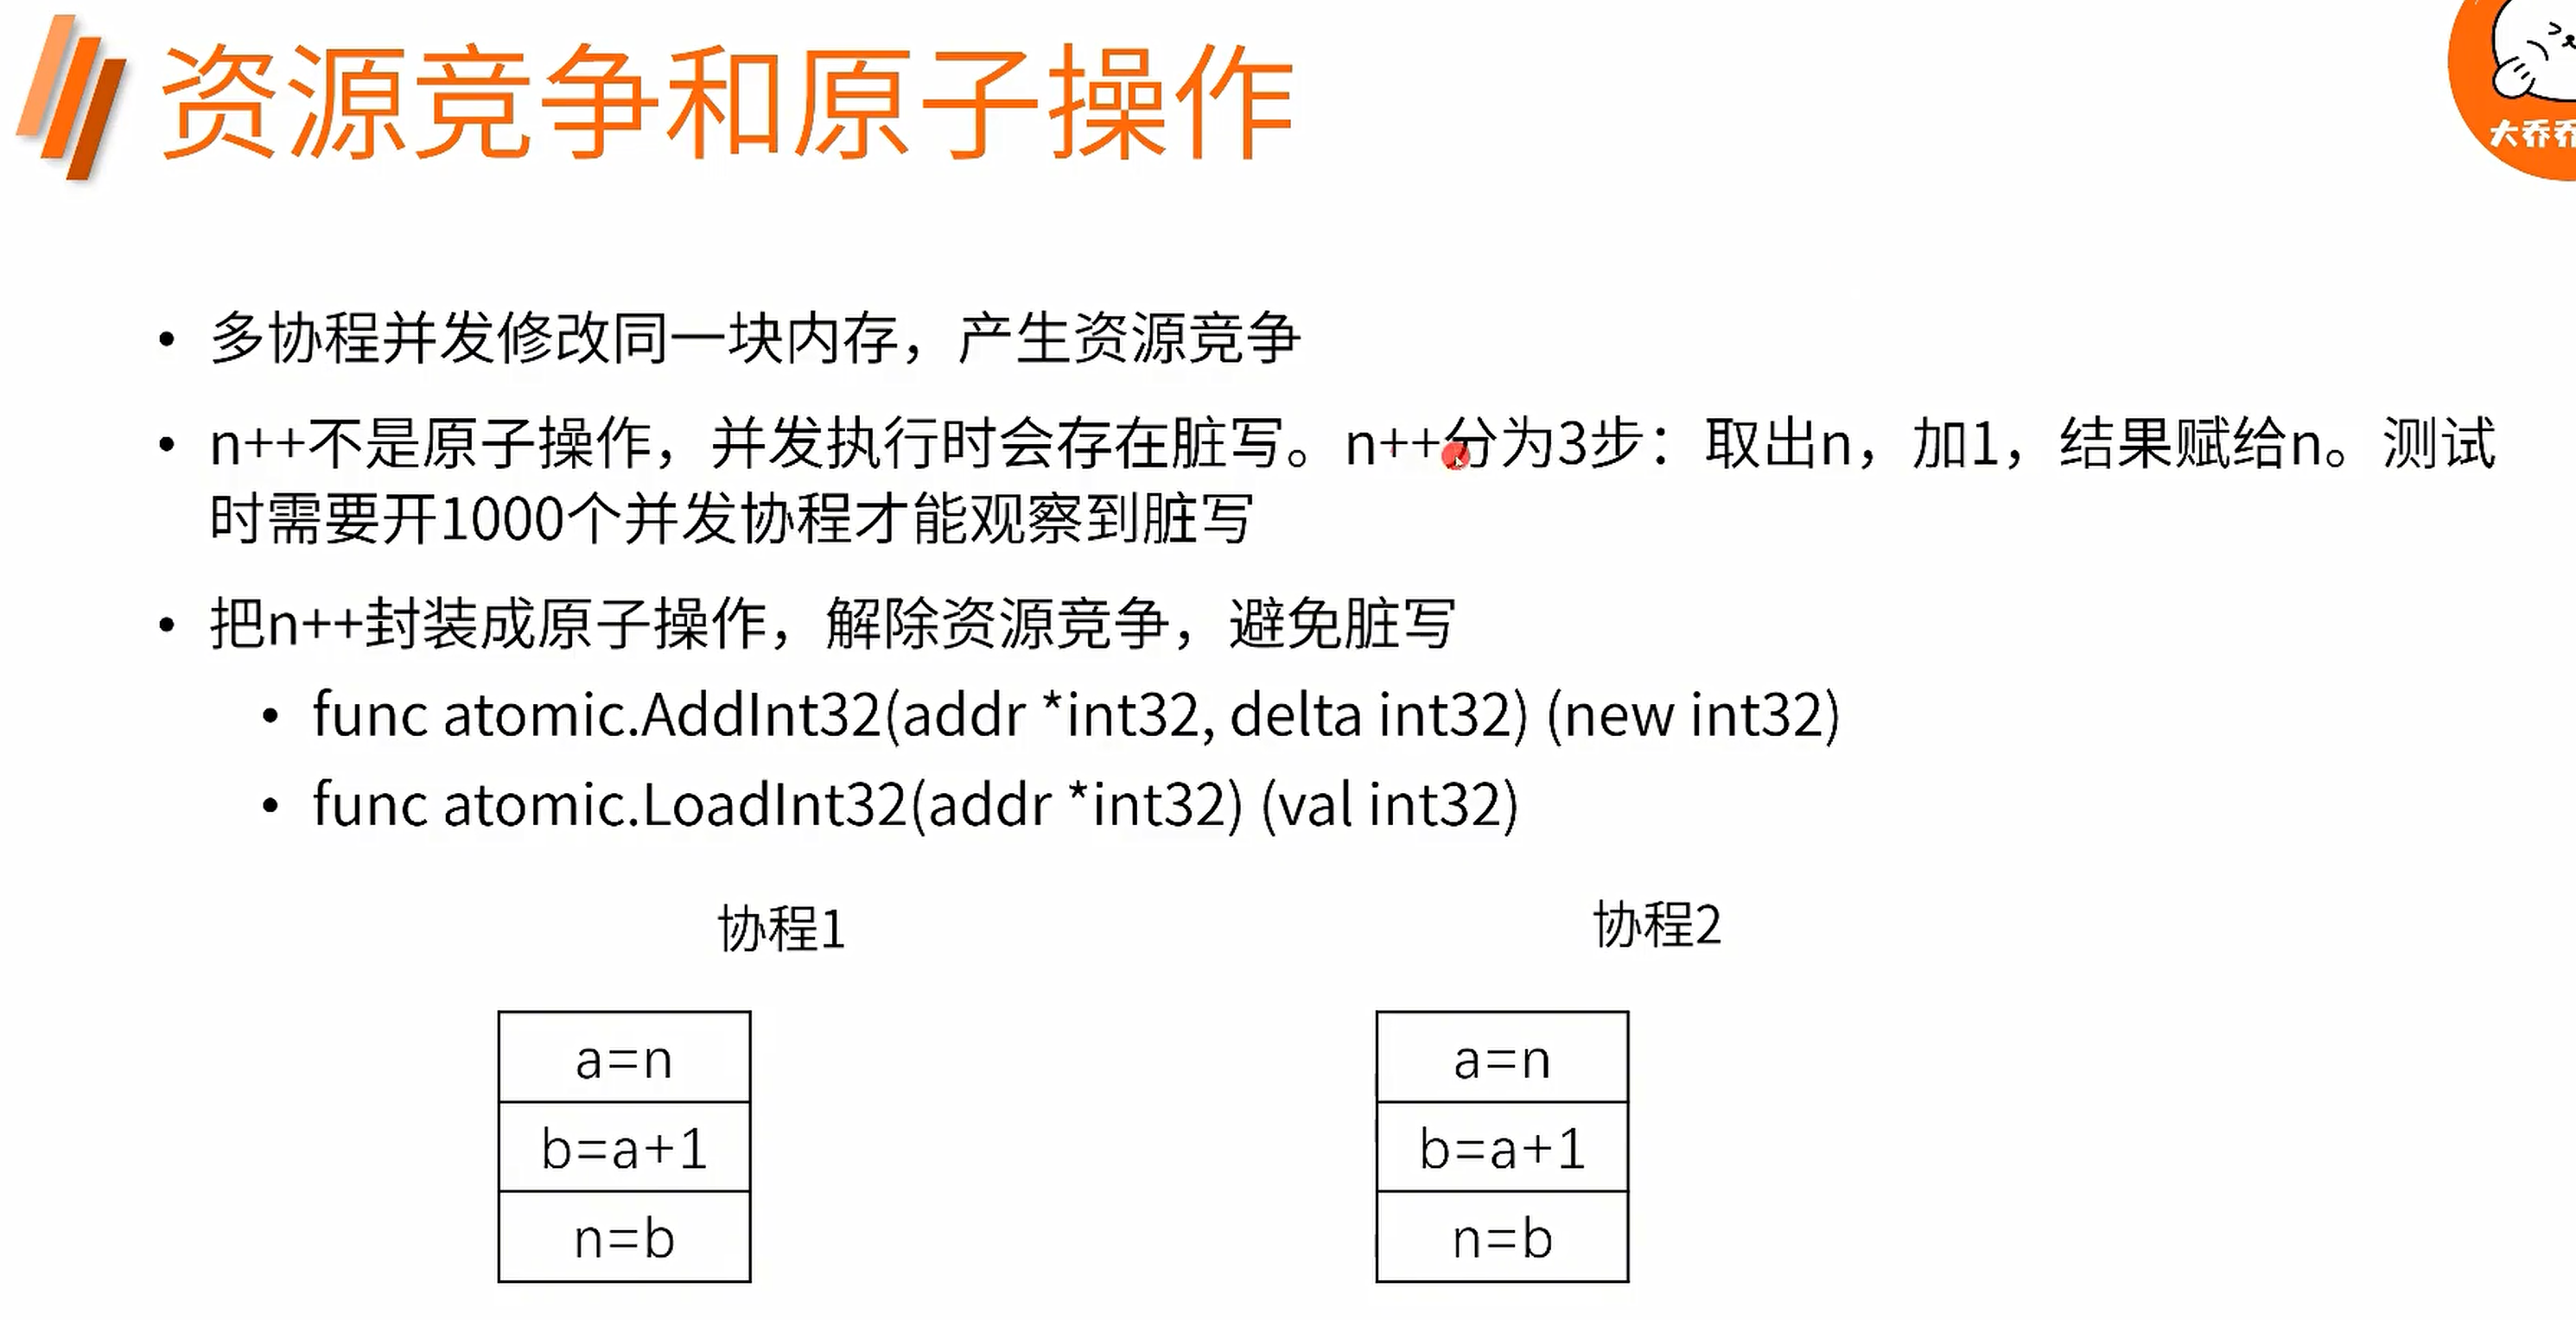 资源竞争和原子操作
大乔乔
• 多协程并发修改同一块内存，产生资源竞争
• n++不是原子操作，并发执行时会存在脏写。n++分为3步：取出n，加1，结果赋给n。测试
时需要开1000个并发协程才能观察到脏写
• 把n++封装成原子操作，解除资源竞争，避免脏写
• func atomic.AddInt32(addr *int32, delta int32) (new int32)
• func atomic.LoadInt32(addr *int32) (val int32)
协程1
协程2
a=n
b=a+1
n=b
a=n
b=a+1
n=b